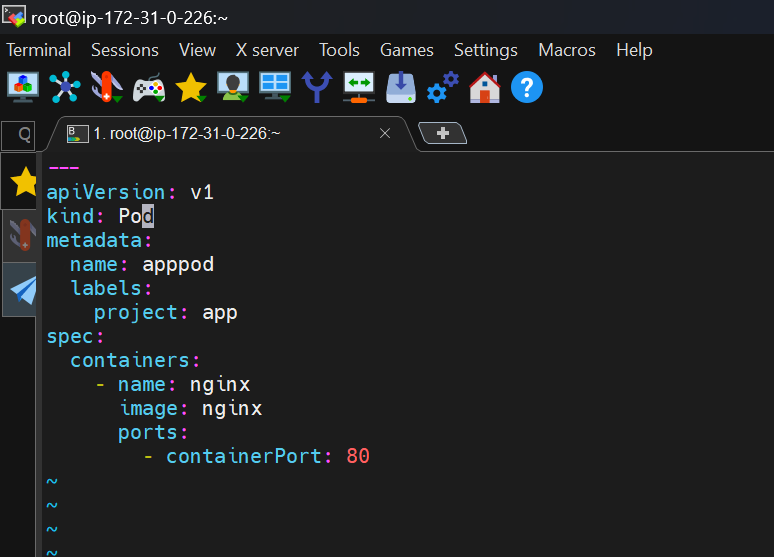 root@ip-172-31-0-226:~
Terminal Sessions View X server Tools Games Settings Macros Help
1. root@ip-172-31-0-226:~
---
apiVersion: v1
kind: Pod
metadata:
  name: apppod
  labels:
    project: app
spec:
  containers:
    - name: nginx
      image: nginx
      ports:
        - containerPort: 80
~
~
~
~